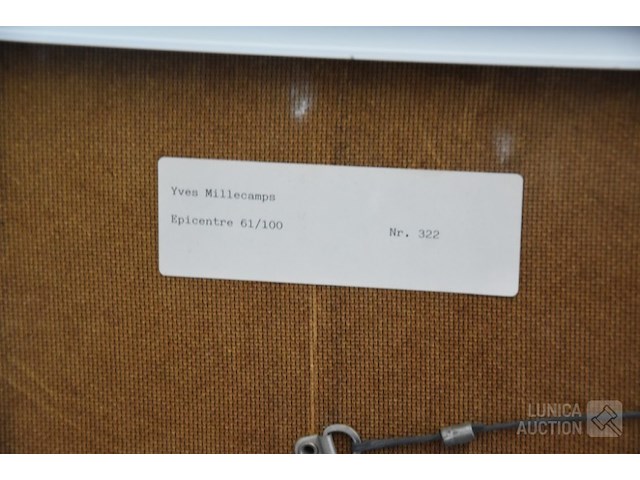 Yves Millecamps
Epicentre 61/100
Nr. 322
LUNICA
AUCTION